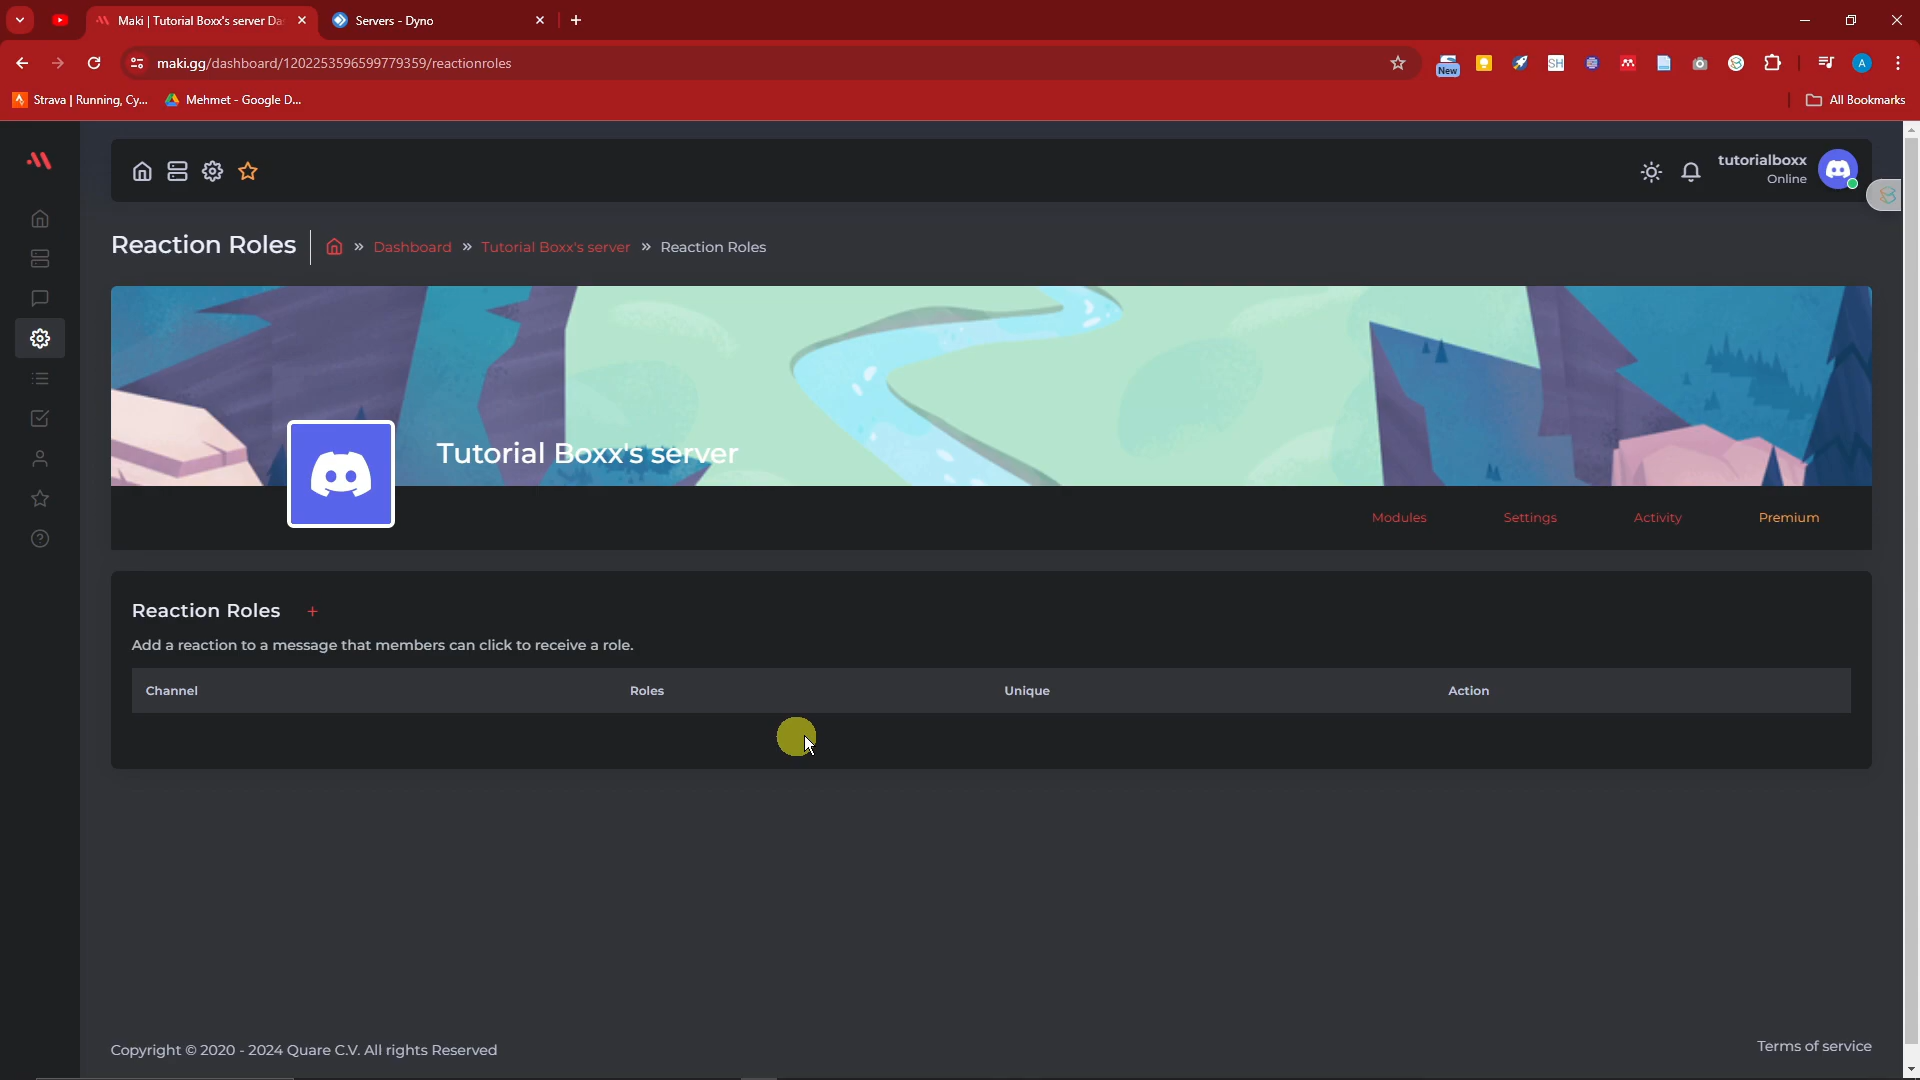 Maki | Tutorial Boxx's server Da
Servers - Dyno
maki.gg/dashboard/1202253596599779359/reactionroles
New
SH
A
Strava | Running, Cy...
Mehmet - Google D...
All Bookmarks
tutorialboxx
Online
Reaction Roles
» Dashboard » Tutorial Boxx's server » Reaction Roles
Tutorial Boxx's server
Modules
Settings
Activity
Premium
Reaction Roles +
Add a reaction to a message that members can click to receive a role.
Channel
Roles
Unique
Action
Copyright © 2020 - 2024 Quare C.V. All rights Reserved
Terms of service